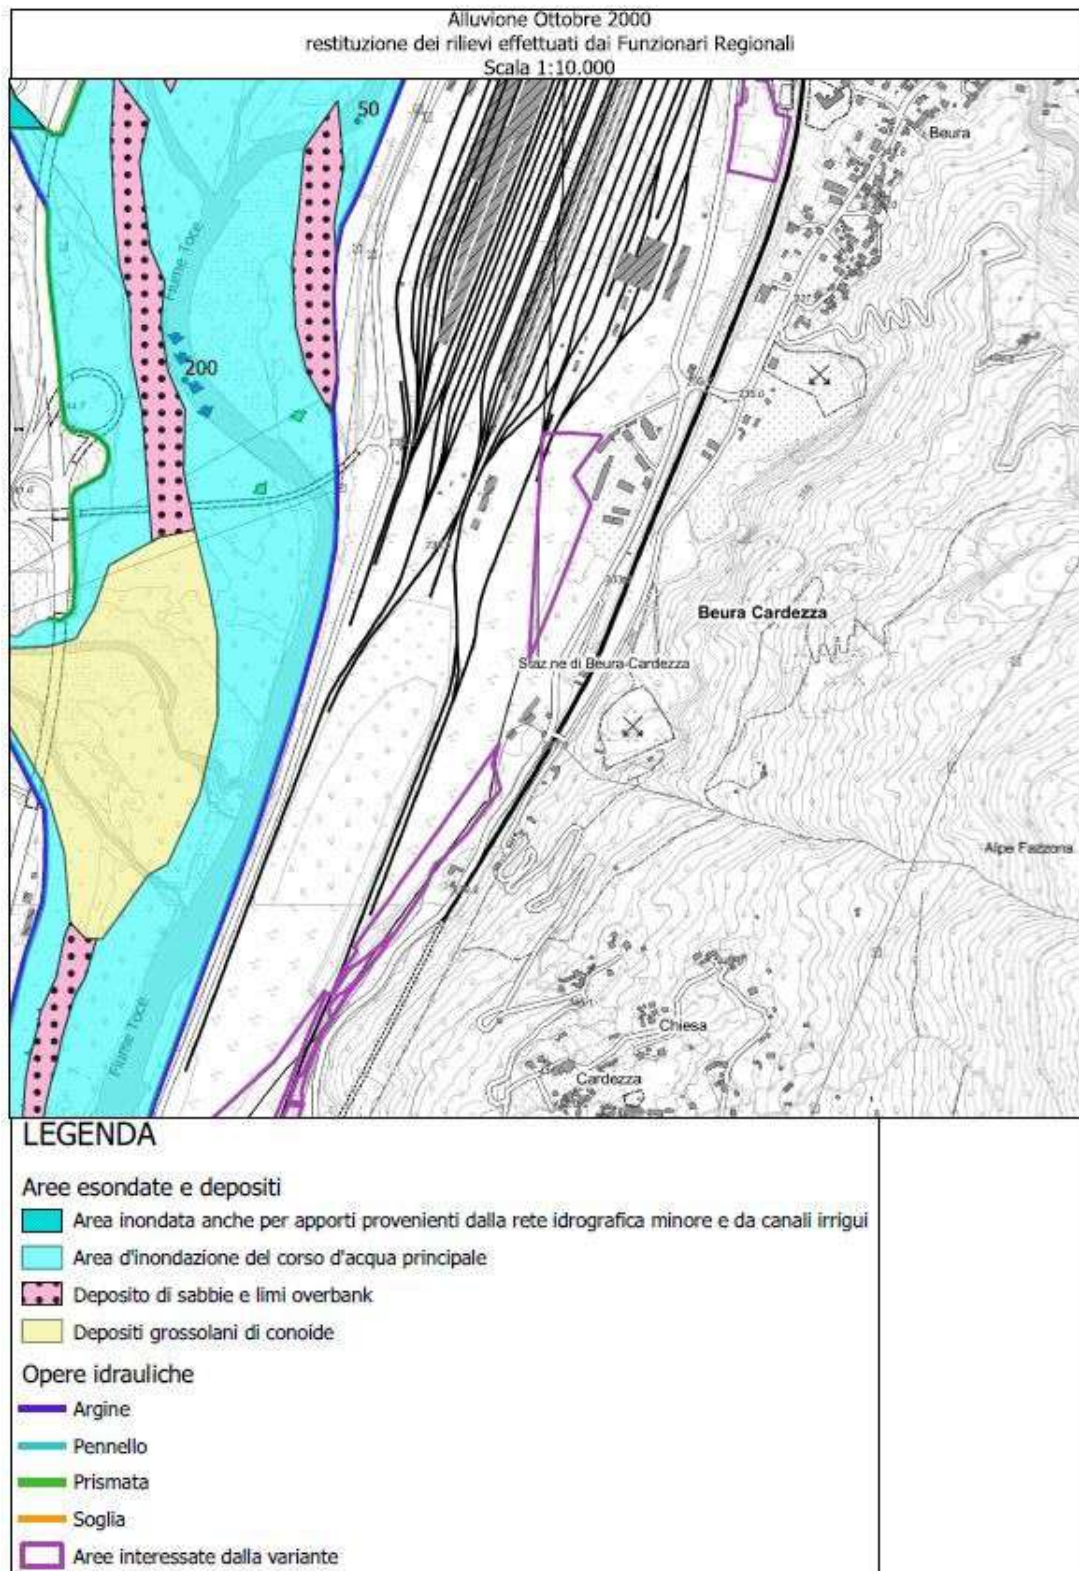 Alluvione Ottobre 2000
restituzione dei rilievi effettuati dai Funzionari Regionali
Scala 1:10.000
50
Beura
Fiume Toce
200
235.0
Beura Cardezza
Staz.ne di Beura-Cardezza
Alpe Fazzona
Fiume Toce
Chiesa
Cardezza
LEGENDA
Aree esondate e depositi
Area inondata anche per apporti provenienti dalla rete idrografica minore e da canali irrigui
Area d'inondazione del corso d'acqua principale
Deposito di sabbie e limi overbank
Depositi grossolani di conoide
Opere idrauliche
Argine
Pennello
Prismata
Soglia
Aree interessate dalla variante